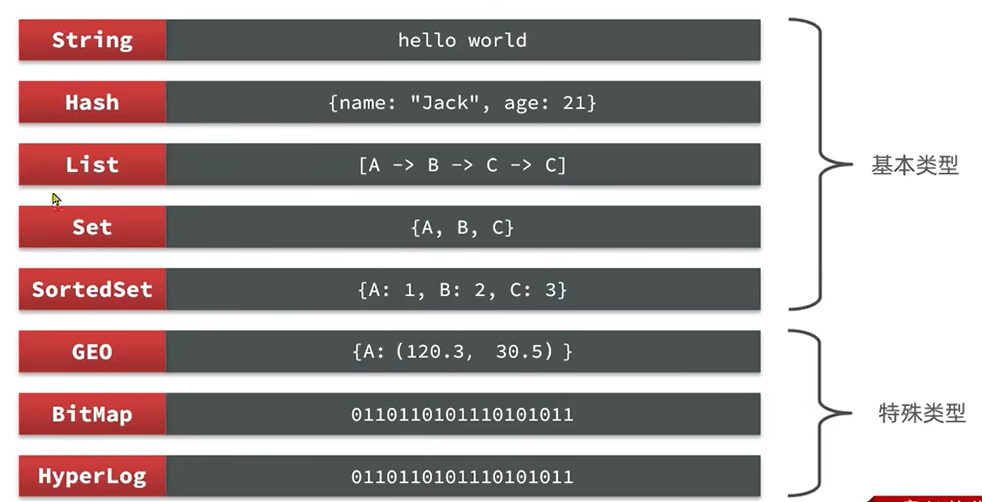 String hello world
Hash {name: "Jack", age: 21}
List [A -> B -> C -> C]
基本类型
Set {A, B, C}
SortedSet {A: 1, B: 2, C: 3}
GEO {A: (120.3, 30.5) }
BitMap 0110110101110101011
特殊类型
HyperLog 0110110101110101011